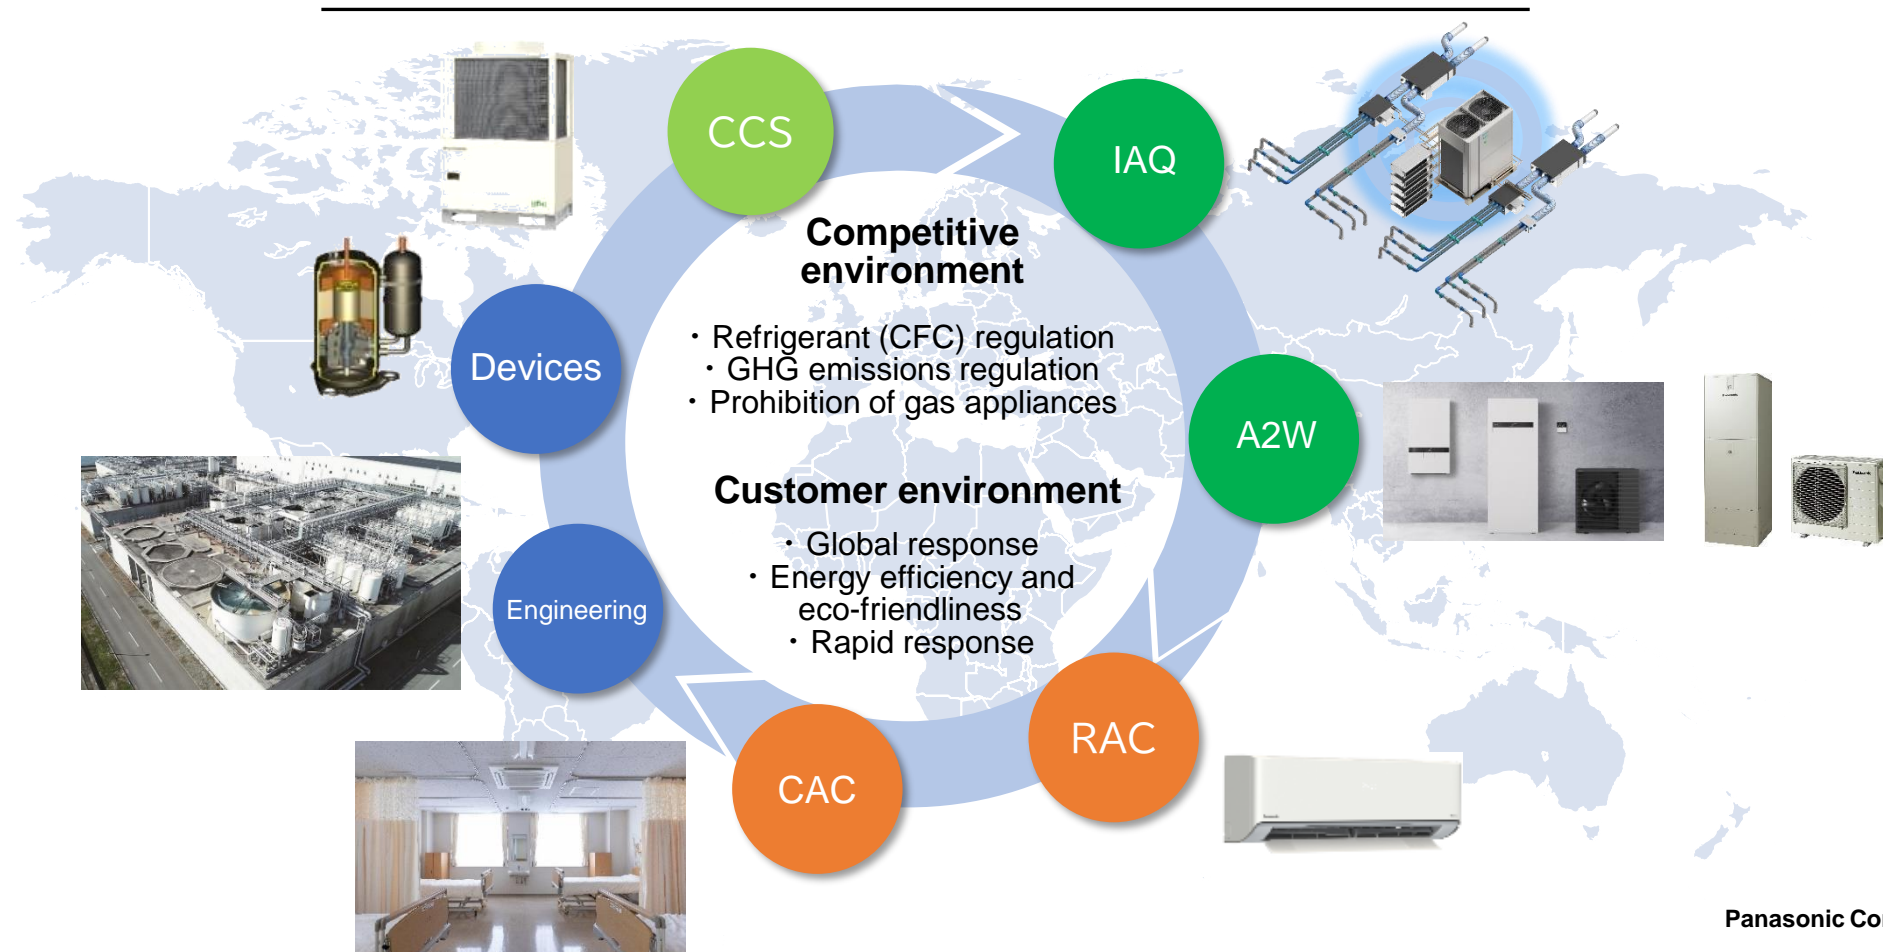 CCS
IAQ
Competitive
environment
・Refrigerant (CFC) regulation
・GHG emissions regulation
・Prohibition of gas appliances
Devices
A2W
Customer environment
・Global response
・Energy efficiency and
eco-friendliness
・Rapid response
Engineering
RAC
CAC
Panasonic
Panasonic